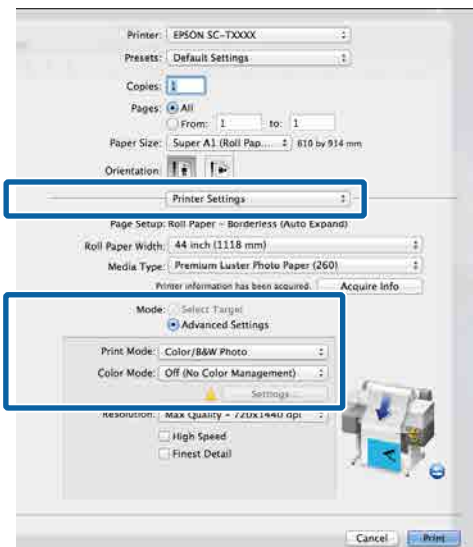 Printer: EPSON SC-TXXXX
Presets: Default Settings
Copies: 1
Pages: All
From: 1 to: 1
Paper Size: Super A1 (Roll Pap... 610 by 914 mm
Orientation:
Printer Settings
Page Setup: Roll Paper - Borderless (Auto Expand)
Roll Paper Width: 44 inch (1118 mm)
Media Type: Premium Luster Photo Paper (260)
Printer information has been acquired. Acquire Info
Mode: Select Target
Advanced Settings
Print Mode: Color/B&W Photo
Color Mode: Off (No Color Management)
Settings...
Resolution: Max Quality - 720x1440 dpi
High Speed
Finest Detail
Cancel Print